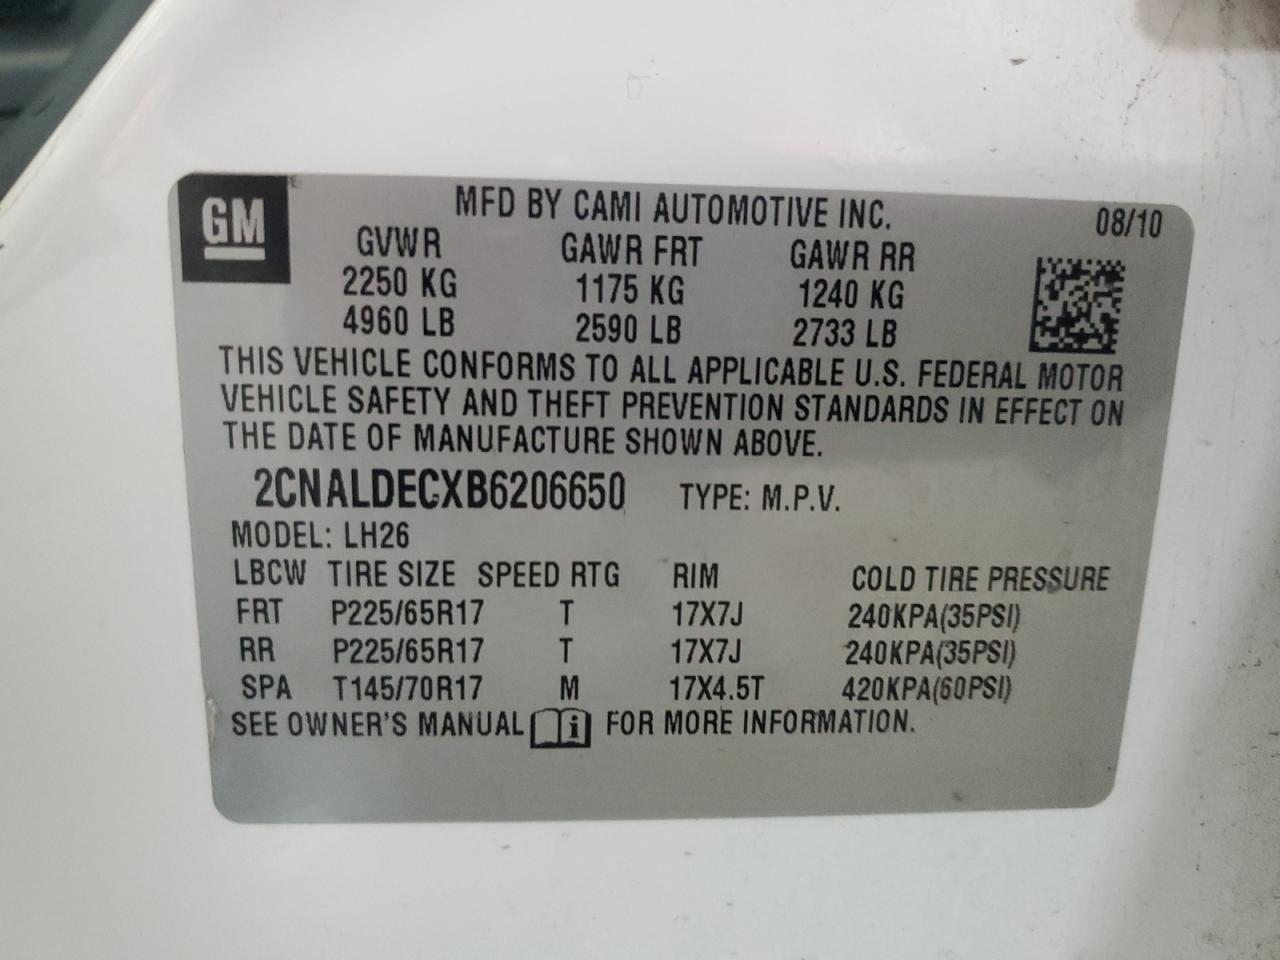 GM
MFD BY CAMI AUTOMOTIVE INC. 08/10
GVWR GAWR FRT GAWR RR
2250 KG 1175 KG 1240 KG
4960 LB 2590 LB 2733 LB
THIS VEHICLE CONFORMS TO ALL APPLICABLE U.S. FEDERAL MOTOR
VEHICLE SAFETY AND THEFT PREVENTION STANDARDS IN EFFECT ON
THE DATE OF MANUFACTURE SHOWN ABOVE.
2CNALDECXB6206650 TYPE: M.P.V.
MODEL: LH26
LBCW TIRE SIZE SPEED RTG RIM COLD TIRE PRESSURE
FRT P225/65R17 T 17X7J 240KPA(35PSI)
RR P225/65R17 T 17X7J 240KPA(35PSI)
SPA T145/70R17 M 17X4.5T 420KPA(60PSI)
SEE OWNER'S MANUAL i FOR MORE INFORMATION.